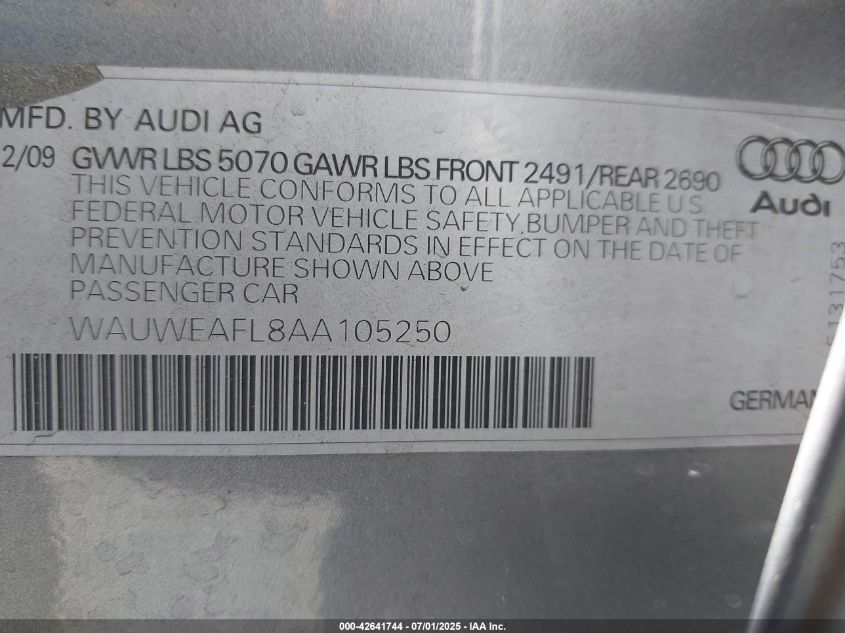 MFD. BY AUDI AG
2/09 GVWR LBS 5070 GAWR LBS FRONT 2491/REAR 2690
THIS VEHICLE CONFORMS TO ALL APPLICABLE US
FEDERAL MOTOR VEHICLE SAFETY, BUMPER AND THEFT
PREVENTION STANDARDS IN EFFECT ON THE DATE OF
MANUFACTURE SHOWN ABOVE
PASSENGER CAR
WAUWEAFL8AA105250
Audi
5131753
GERMAN
000-42641744 - 07/01/2025 - IAA Inc.